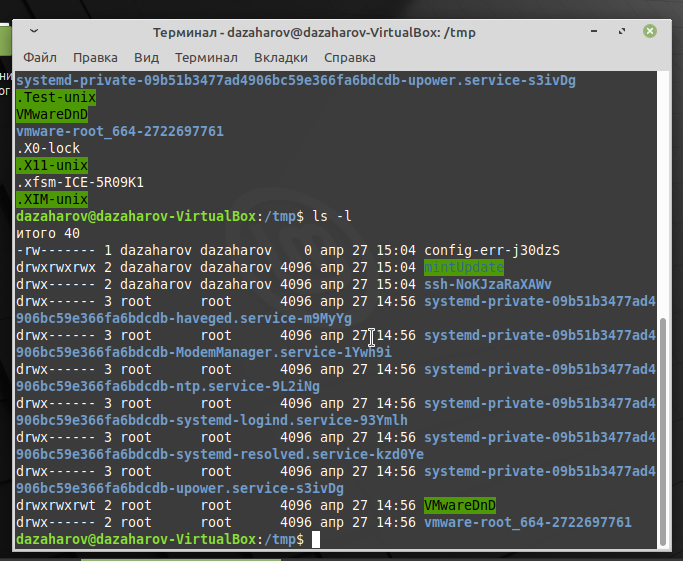 Терминал - dazaharov@dazaharov-VirtualBox: /tmp
Файл Правка Вид Терминал Вкладки Справка
systemd-private-09b51b3477ad4906bc59e366fa6bdcdb-upower.service-s3ivDg
.Test-unix
VMwareDnD
vmware-root_664-2722697761
.X0-lock
.X11-unix
.xfsm-ICE-5R09K1
.XIM-unix
dazaharov@dazaharov-VirtualBox:/tmp$ ls -l
итого 40
-rw------- 1 dazaharov dazaharov    0 апр 27 15:04 config-err-j30dzS
drwxrwxrwx 2 dazaharov dazaharov 4096 апр 27 15:04 mintUpdate
drwx------ 2 dazaharov dazaharov 4096 апр 27 15:04 ssh-NoKJzaRaXAWv
drwx------ 3 root      root      4096 апр 27 14:56 systemd-private-09b51b3477ad4
906bc59e366fa6bdcdb-haveged.service-m9MyYg
drwx------ 3 root      root      4096 апр 27 14:56 systemd-private-09b51b3477ad4
906bc59e366fa6bdcdb-ModemManager.service-1Ywh9i
drwx------ 3 root      root      4096 апр 27 14:56 systemd-private-09b51b3477ad4
906bc59e366fa6bdcdb-ntp.service-9L2iNg
drwx------ 3 root      root      4096 апр 27 14:56 systemd-private-09b51b3477ad4
906bc59e366fa6bdcdb-systemd-logind.service-93Ymlh
drwx------ 3 root      root      4096 апр 27 14:56 systemd-private-09b51b3477ad4
906bc59e366fa6bdcdb-systemd-resolved.service-kzd0Ye
drwx------ 3 root      root      4096 апр 27 14:56 systemd-private-09b51b3477ad4
906bc59e366fa6bdcdb-upower.service-s3ivDg
drwxrwxrwt 2 root      root      4096 апр 27 14:56 VMwareDnD
drwx------ 2 root      root      4096 апр 27 14:56 vmware-root_664-2722697761
dazaharov@dazaharov-VirtualBox:/tmp$